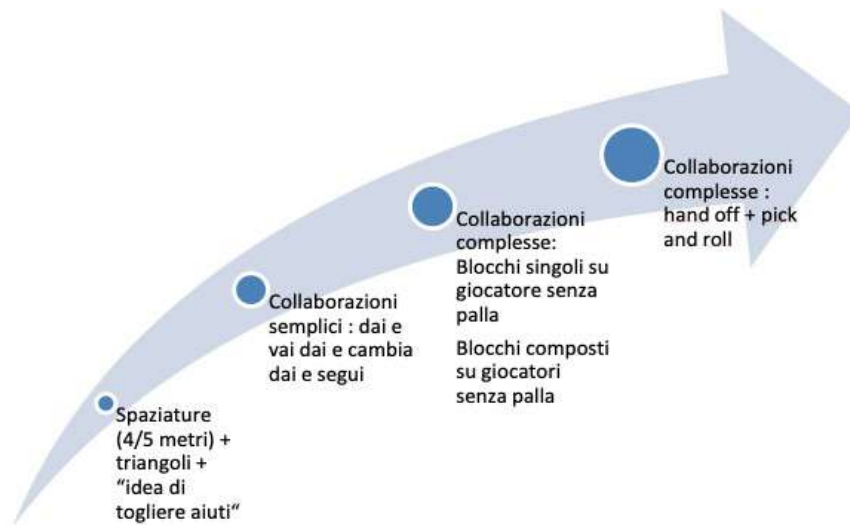 Spaziature
(4/5 metri) +
triangoli +
“idea di
togliere aiuti“
Collaborazioni
semplici : dai e
vai dai e cambia
dai e segui
Collaborazioni
complesse:
Blocchi singoli su
giocatore senza
palla
Blocchi composti
su giocatori
senza palla
Collaborazioni
complesse :
hand off + pick
and roll